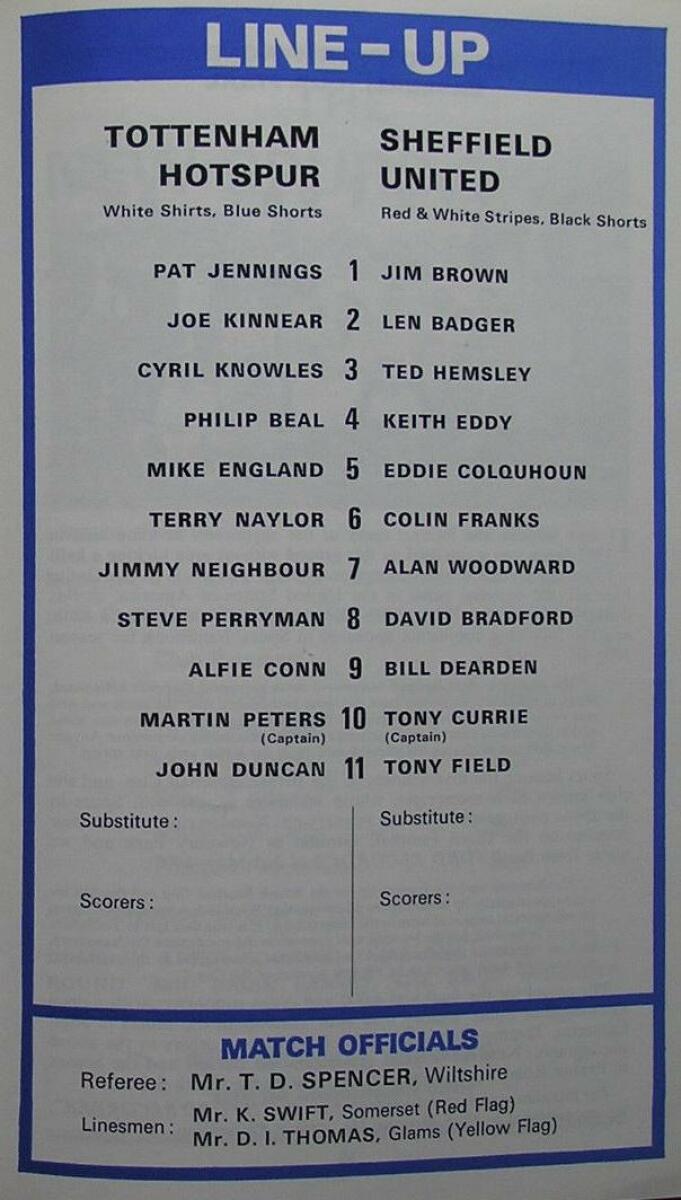 LINE-UP
TOTTENHAM HOTSPUR
White Shirts, Blue Shorts
SHEFFIELD UNITED
Red & White Stripes, Black Shorts
PAT JENNINGS 1 JIM BROWN
JOE KINNEAR 2 LEN BADGER
CYRIL KNOWLES 3 TED HEMSLEY
PHILIP BEAL 4 KEITH EDDY
MIKE ENGLAND 5 EDDIE COLQUHOUN
TERRY NAYLOR 6 COLIN FRANKS
JIMMY NEIGHBOUR 7 ALAN WOODWARD
STEVE PERRYMAN 8 DAVID BRADFORD
ALFIE CONN 9 BILL DEARDEN
MARTIN PETERS 10 TONY CURRIE
(Captain) (Captain)
JOHN DUNCAN 11 TONY FIELD
Substitute: Substitute:
Scorers: Scorers:
MATCH OFFICIALS
Referee: Mr. T. D. SPENCER, Wiltshire
Linesmen: Mr. K. SWIFT, Somerset (Red Flag)
Mr. D. I. THOMAS, Glams (Yellow Flag)